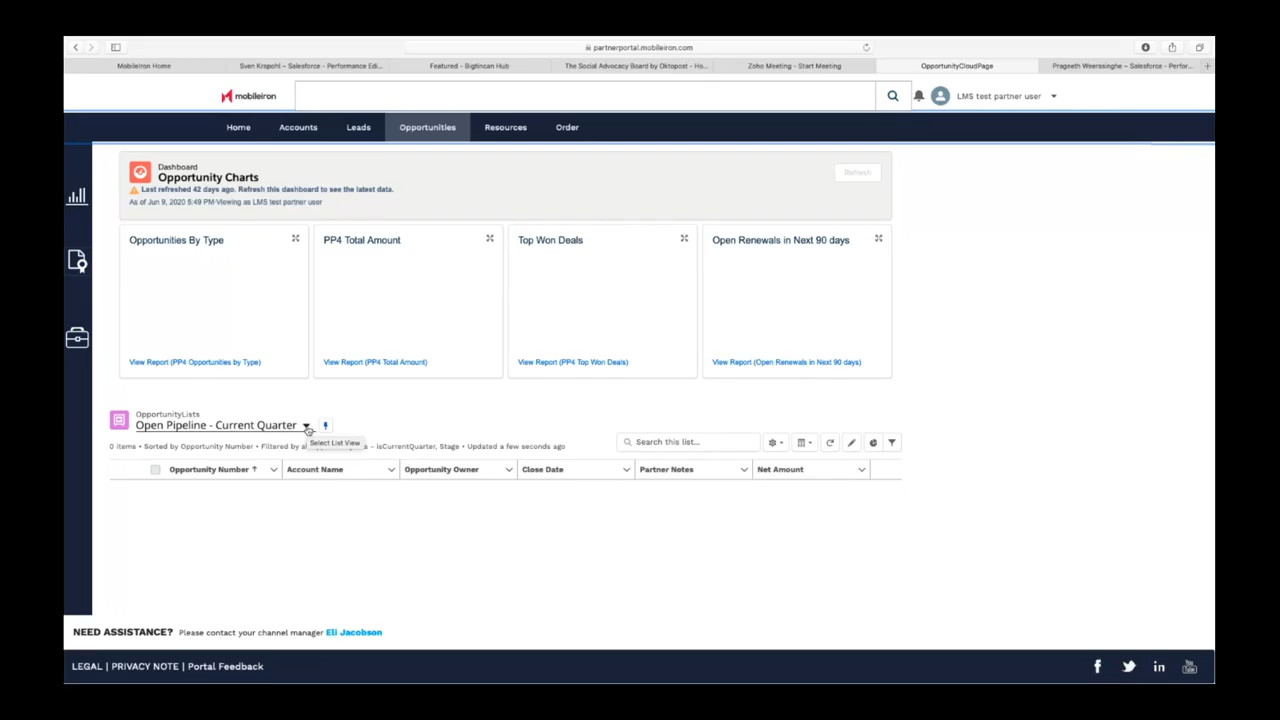 partnerportal.mobileiron.com
MobileIron Home
Sven Krzpohl – Salesforce - Performance Edi...
Featured - Bigtincan Hub
The Social Advocacy Board by Oktopost - Ho...
Zoho Meeting - Start Meeting
OpportunityCloudPage
Pragneth Weerasinghe – Salesforce - Perfor...
mobileiron
LMS test partner user
Home
Accounts
Leads
Opportunities
Resources
Order
Dashboard
Opportunity Charts
Last refreshed 42 days ago. Refresh this dashboard to see the latest data.
As of Jun 9, 2020 5:49 PM·Viewing as LMS test partner user
Refresh
Opportunities By Type
PP4 Total Amount
Top Won Deals
Open Renewals in Next 90 days
View Report (PP4 Opportunities by Type)
View Report (PP4 Total Amount)
View Report (PP4 Top Won Deals)
View Report (Open Renewals in Next 90 days)
OpportunityLists
Open Pipeline - Current Quarter
Select List View
0 items • Sorted by Opportunity Number • Filtered by al s - isCurrentQuarter, Stage • Updated a few seconds ago
Search this list...
Opportunity Number
Account Name
Opportunity Owner
Close Date
Partner Notes
Net Amount
NEED ASSISTANCE? Please contact your channel manager Eli Jacobson
LEGAL | PRIVACY NOTE | Portal Feedback
You Tube